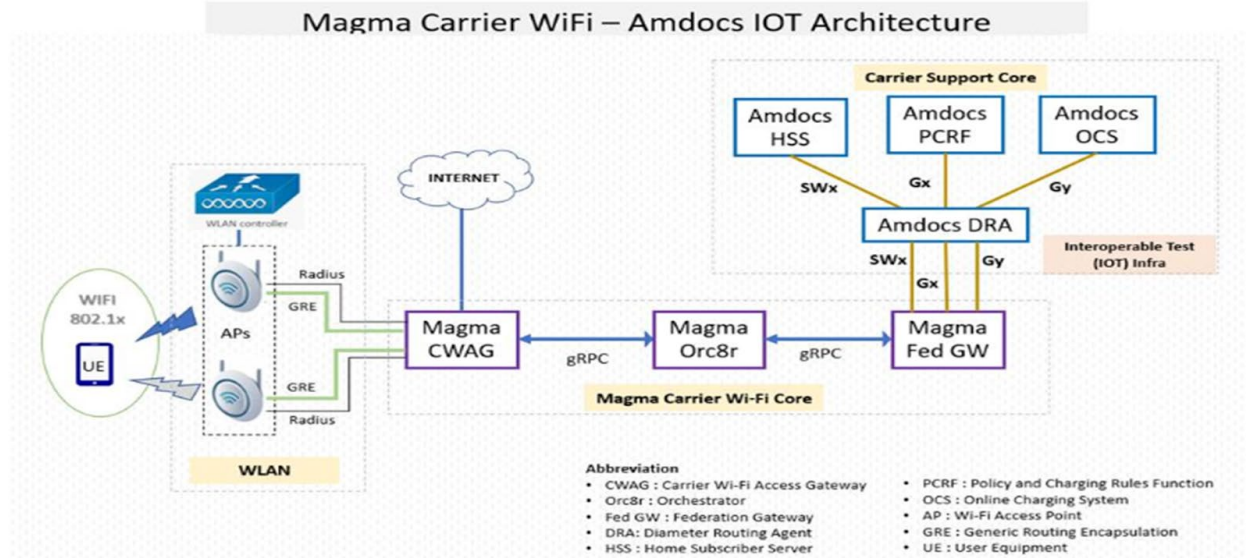 Magma Carrier WiFi – Amdocs IOT Architecture
Carrier Support Core
Amdocs
HSS
Amdocs
PCRF
Amdocs
OCS
SWx
Gx
Gy
Amdocs DRA
Interoperable Test
(IOT) Infra
SWx
Gx
Gy
INTERNET
WLAN controller
Radius
GRE
WIFI
802.1x
UE
APs
GRE
Radius
WLAN
Magma
CWAG
gRPC
Magma
Orc8r
gRPC
Magma
Fed GW
Magma Carrier Wi-Fi Core
Abbreviation
• CWAG : Carrier Wi-Fi Access Gateway
• Orc8r : Orchestrator
• Fed GW : Federation Gateway
• DRA: Diameter Routing Agent
• HSS : Home Subscriber Server
• PCRF : Policy and Charging Rules Function
• OCS : Online Charging System
• AP : Wi-Fi Access Point
• GRE : Generic Routing Encapsulation
• UE : User Equipment